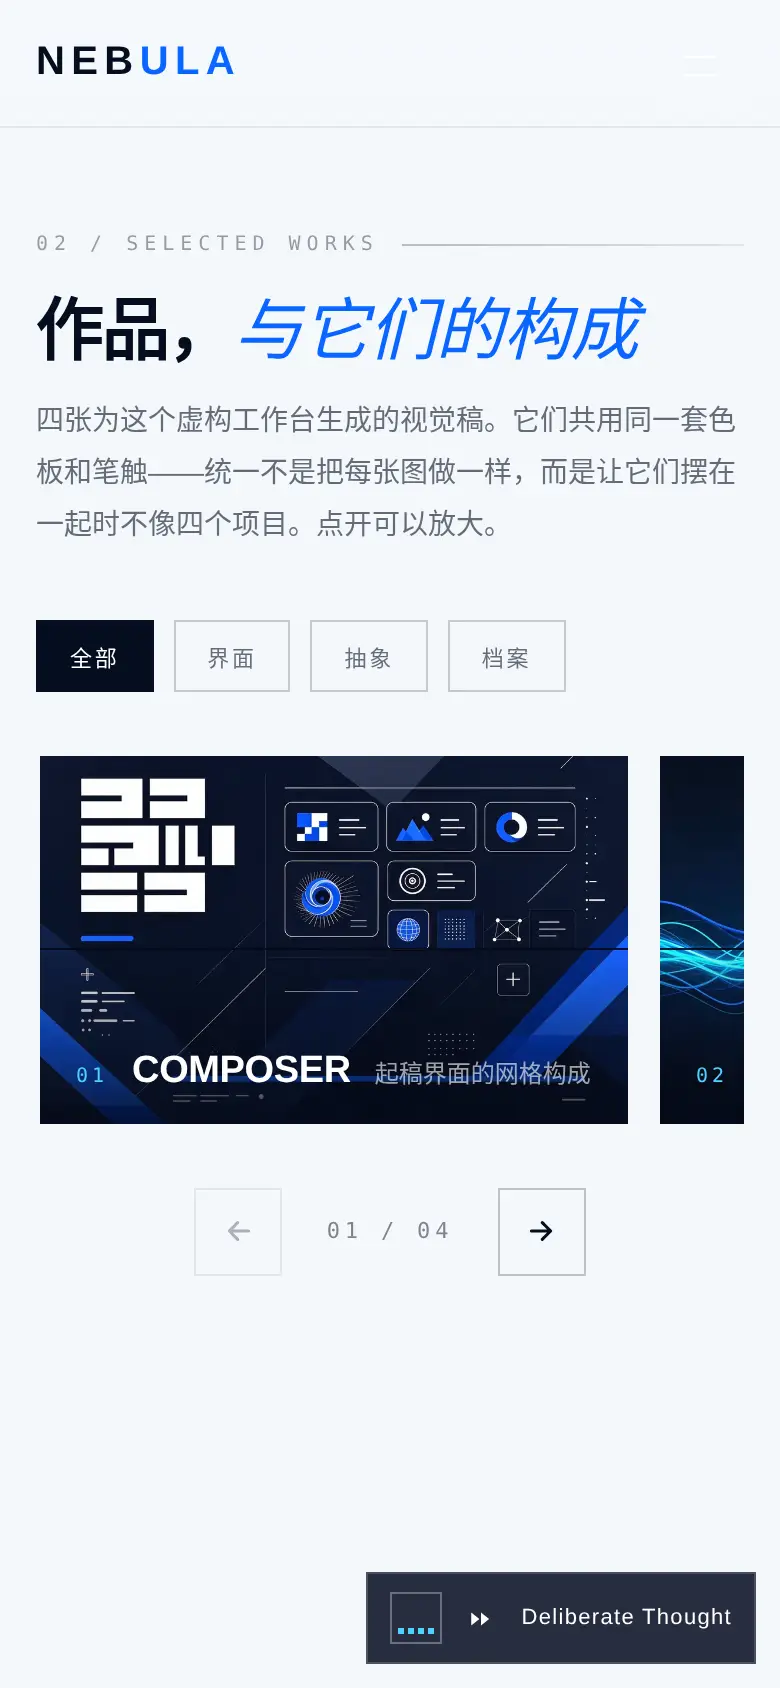 NEBULA
02 / SELECTED WORKS
作品，与它们的构成
四张为这个虚构工作台生成的视觉稿。它们共用同一套色
板和笔触——统一不是把每张图做一样，而是让它们摆在
一起时不像四个项目。点开可以放大。
全部
界面
抽象
档案
01 COMPOSER 起稿界面的网格构成
02
01 / 04
Deliberate Thought